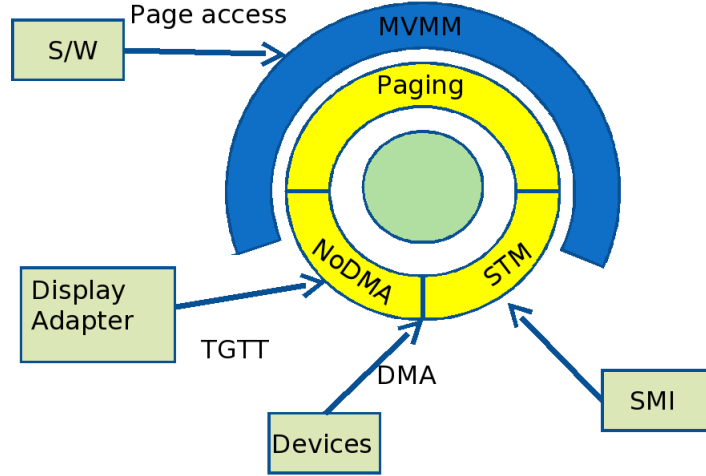 Page access
MVMM
S/W
Paging
NoDMA
STM
Display
Adapter
TGTT
DMA
SMI
Devices